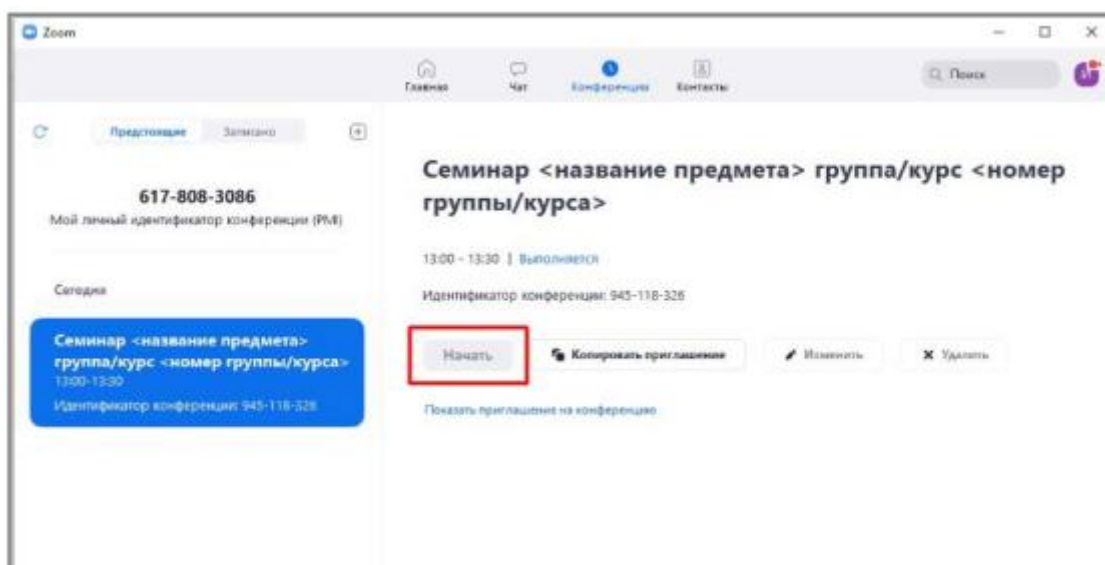 Zoom
Главная Чат Конференции Контакты
Поиск
Предстоящие Записано
617-808-3086
Мой личный идентификатор конференции (PMI)
Сегодня
Семинар <название предмета>
группа/курс <номер группы/курса>
13:00-13:30
Идентификатор конференции: 945-118-326
Семинар <название предмета> группа/курс <номер
группы/курса>
13:00 - 13:30 | Выполняется
Идентификатор конференции: 945-118-326
Начать Копировать приглашение Изменить Удалить
Показать приглашение на конференцию